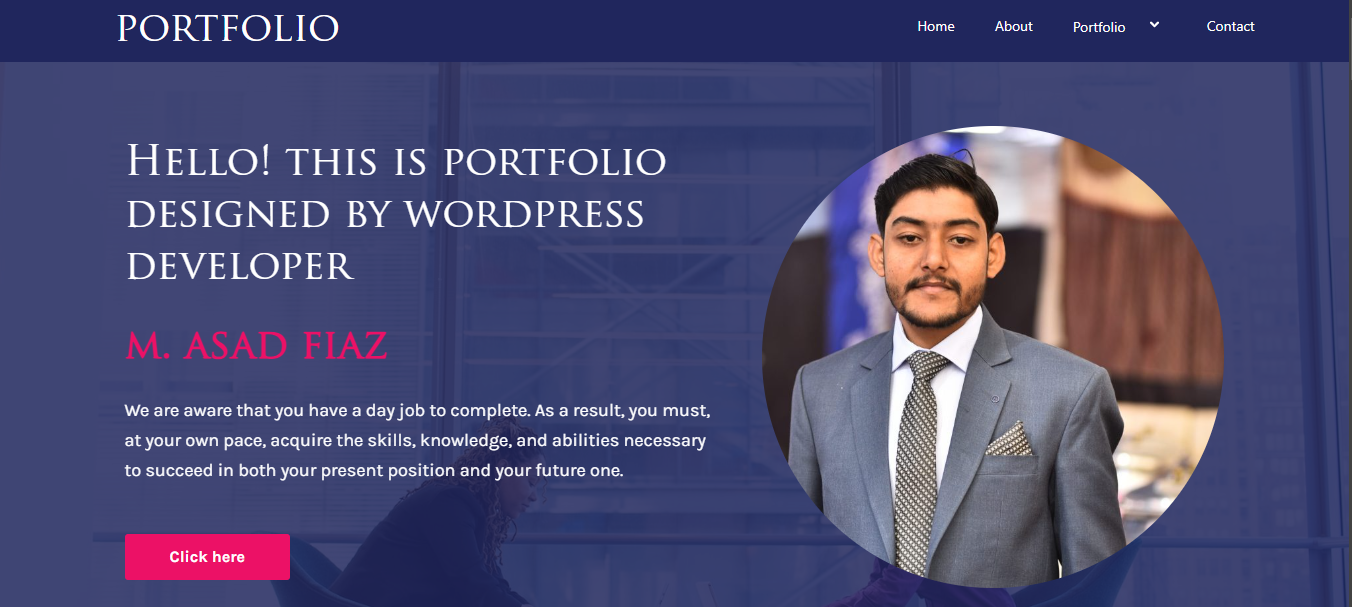 PORTFOLIO
Home About Portfolio Contact
Hello! this is portfolio
designed by wordpress
developer
M. ASAD FIAZ
We are aware that you have a day job to complete. As a result, you must,
at your own pace, acquire the skills, knowledge, and abilities necessary
to succeed in both your present position and your future one.
Click here